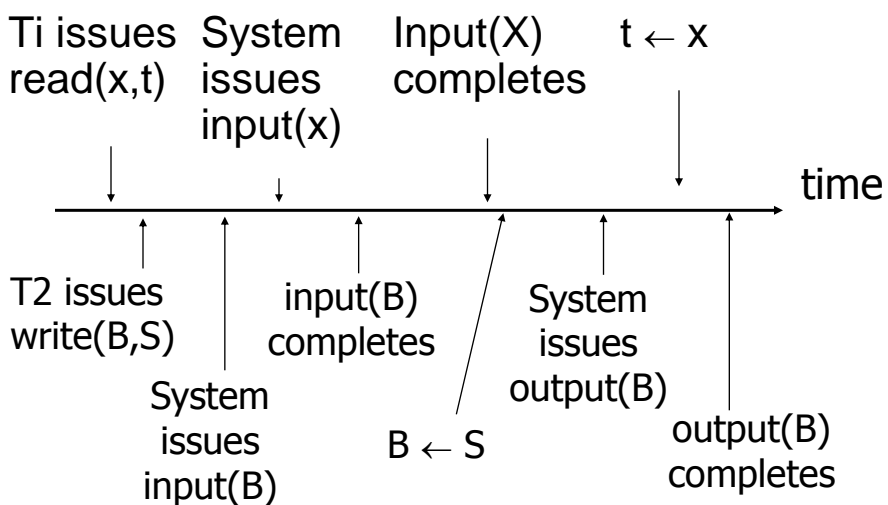 Ti issues
read(x,t)
System
issues
input(x)
Input(X)
completes
t ← x
time
T2 issues
write(B,S)
System
issues
input(B)
input(B)
completes
B ← S
System
issues
output(B)
output(B)
completes